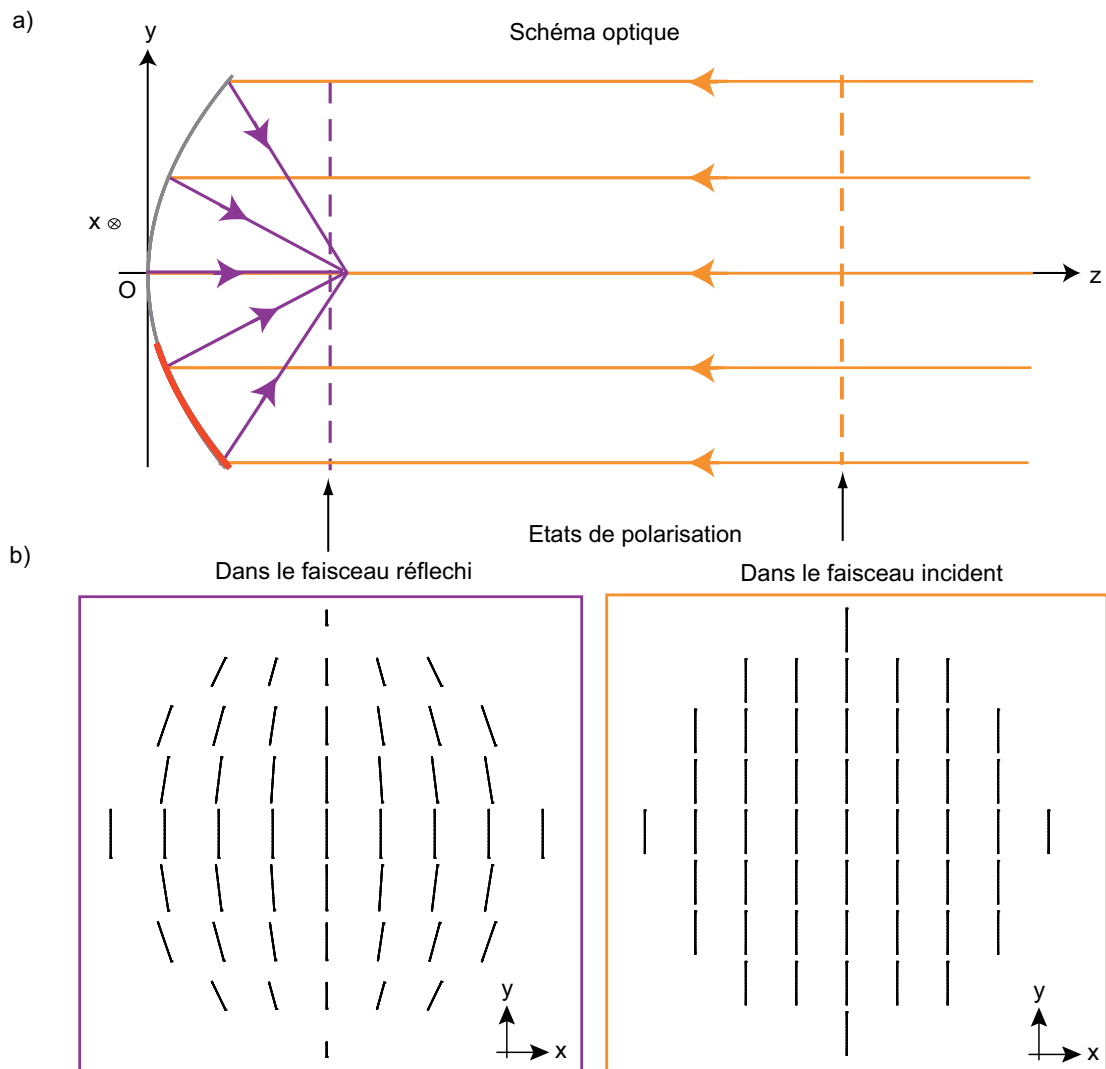 a)
y
Schéma optique
x ⊗
O
z
Etats de polarisation
b)
Dans le faisceau réflechi
Dans le faisceau incident
y
x
y
x